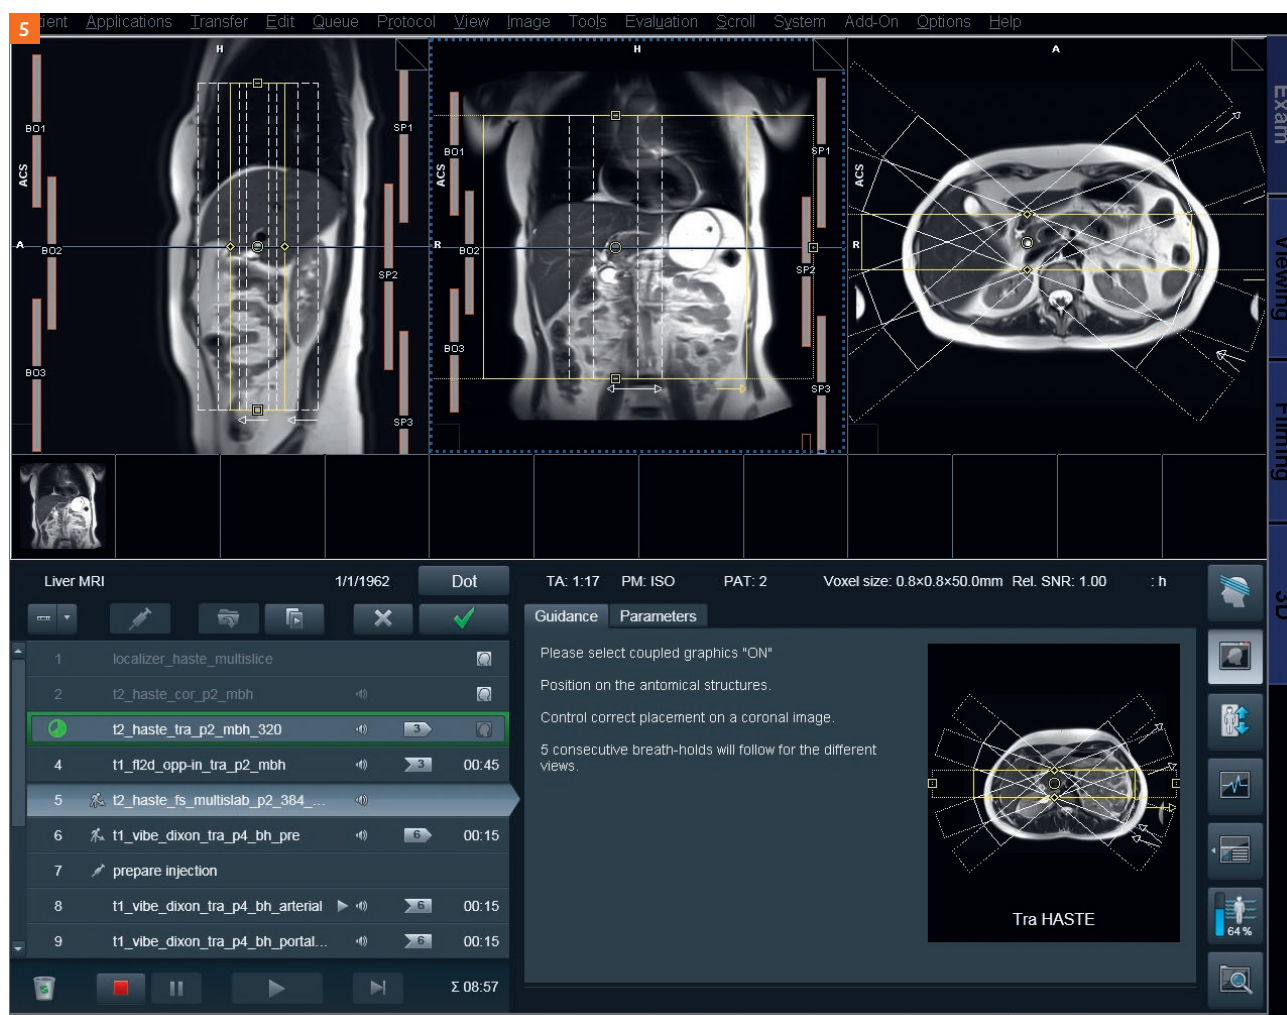 5
tient Applications Transfer Edit Queue Protocol View Image Tools Evaluation Scroll System Add-On Options Help
H
BO1
SP1
ACS
A
BO2
SP2
BO3
SP3
H
BO1
SP1
ACS
R
BO2
SP2
BO3
SP3
A
ACS
R
Exam
Viewing
Filming
3D
Liver MRI 1/1/1962 Dot
TA: 1:17 PM: ISO PAT: 2 Voxel size: 0.8×0.8×50.0mm Rel. SNR: 1.00 : h
Guidance Parameters
1 localizer_haste_multislice
2 t2_haste_cor_p2_mbh
t2_haste_tra_p2_mbh_320 3
4 t1_fl2d_opp-in_tra_p2_mbh 3 00:45
5 t2_haste_fs_multislab_p2_384_...
6 t1_vibe_dixon_tra_p4_bh_pre 6 00:15
7 prepare injection
8 t1_vibe_dixon_tra_p4_bh_arterial 6 00:15
9 t1_vibe_dixon_tra_p4_bh_portal... 6 00:15
Σ 08:57
Please select coupled graphics "ON"
Position on the antomical structures.
Control correct placement on a coronal image.
5 consecutive breath-holds will follow for the different
views.
Tra HASTE
64 %